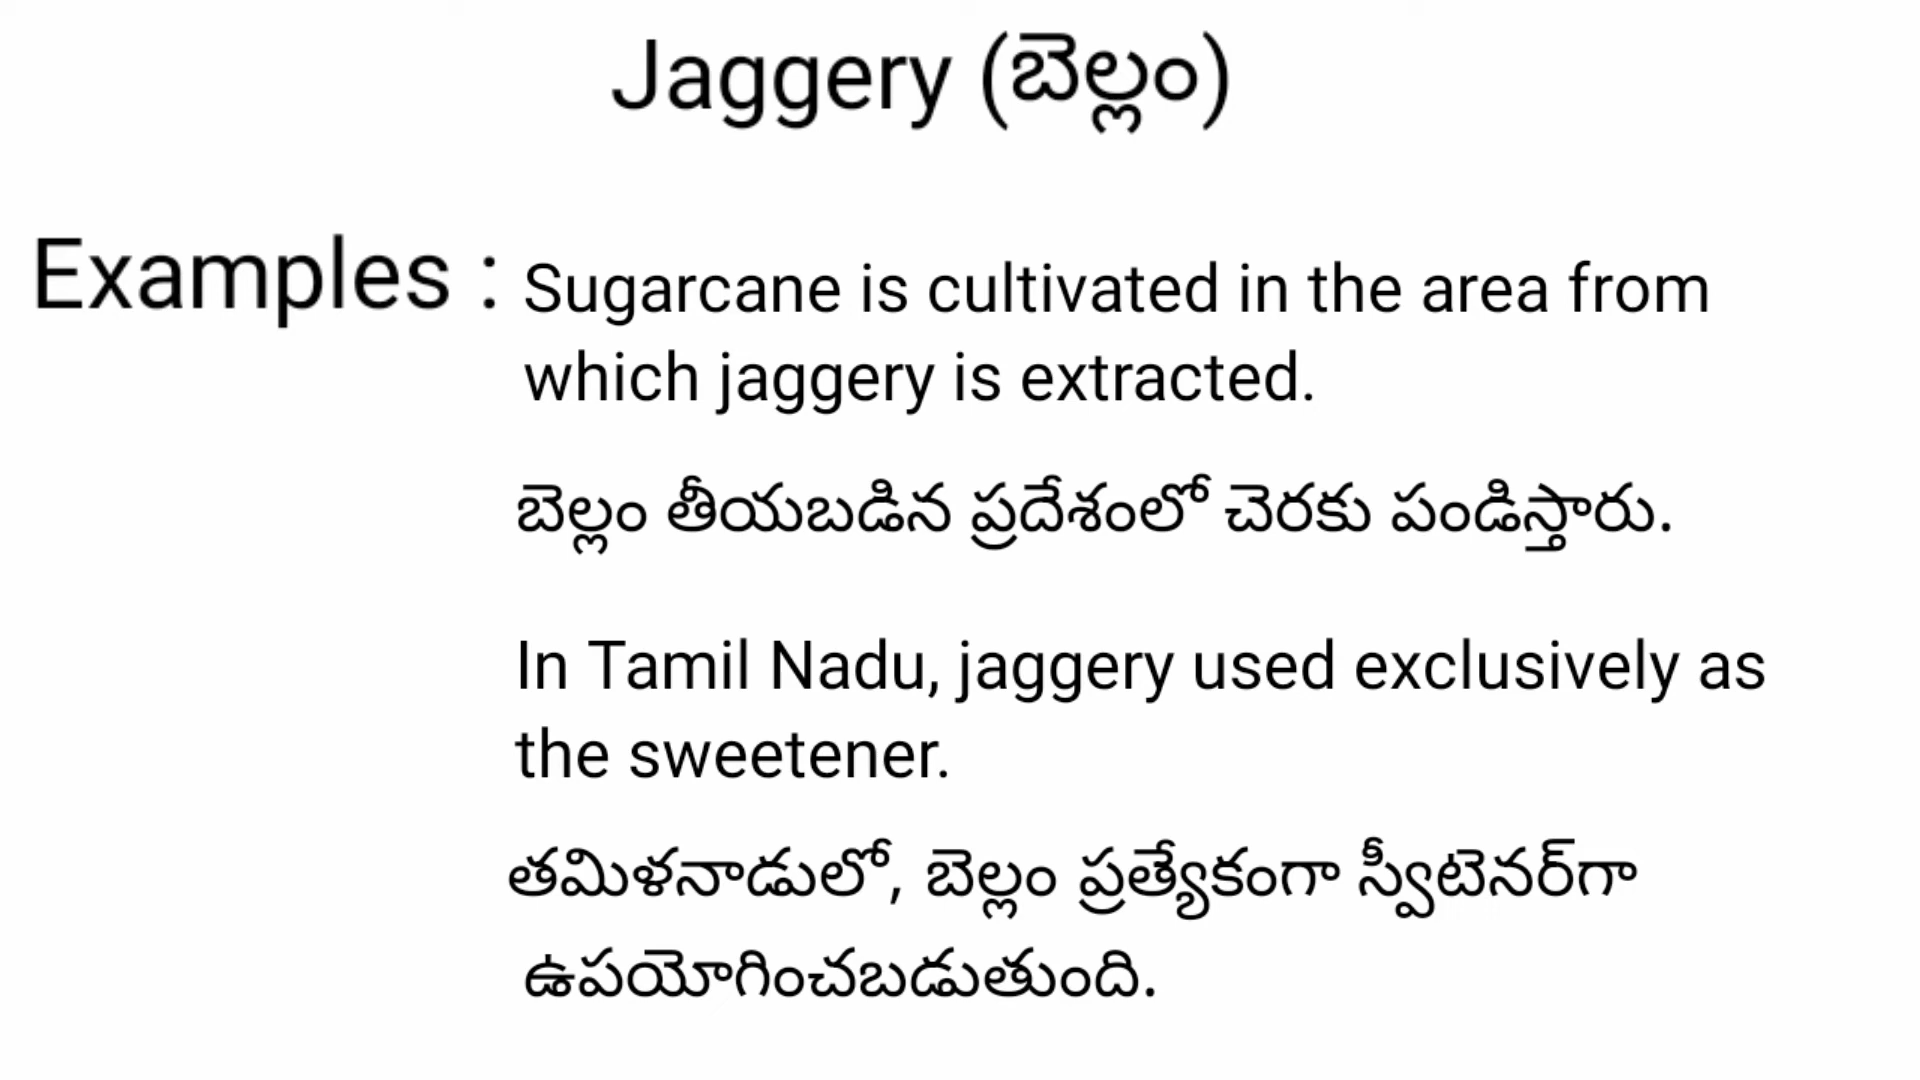 Jaggery (బెల్లం)
Examples : Sugarcane is cultivated in the area from
which jaggery is extracted.
బెల్లం తీయబడిన ప్రదేశంలో చెరకు పండిస్తారు.
In Tamil Nadu, jaggery used exclusively as
the sweetener.
తమిళనాడులో, బెల్లం ప్రత్యేకంగా స్వీటెనర్‌గా
ఉపయోగించబడుతుంది.